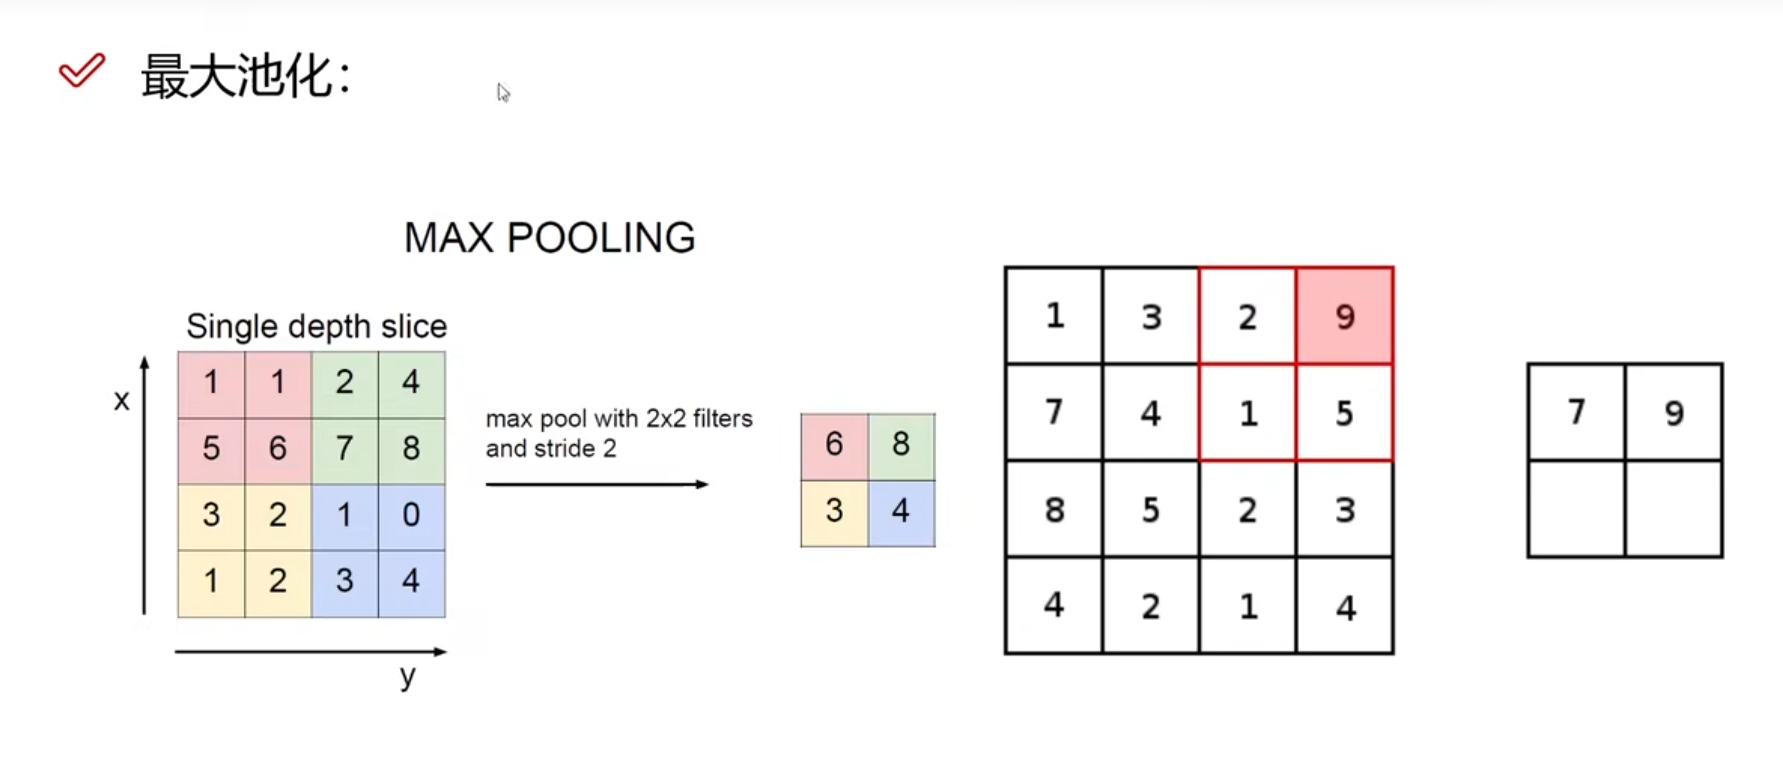 最大池化：
MAX POOLING
Single depth slice
x
1 1 2 4
5 6 7 8
3 2 1 0
1 2 3 4
y
max pool with 2x2 filters
and stride 2
6 8
3 4
1 3 2 9
7 4 1 5
8 5 2 3
4 2 1 4
7 9